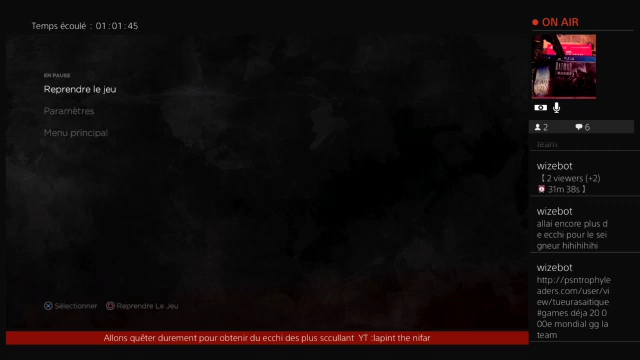 Temps écoulé : 01:01:45
EN PAUSE
Reprendre le jeu
Paramètres
Menu principal
Sélectionner
Reprendre Le Jeu
Allons quêter durement pour obtenir du ecchi des plus sccullant YT :lapint the nifar
ON AIR
2
6
team
wizebot
[ 2 viewers (+2)
31m 38s ]
wizebot
allai encore plus d
e ecchi pour le sei
gneur hihihihihi
wizebot
http://psntrophyle
aders.com/user/vi
ew/tueurasaitique
#games déja 20 0
00e mondial gg la
team